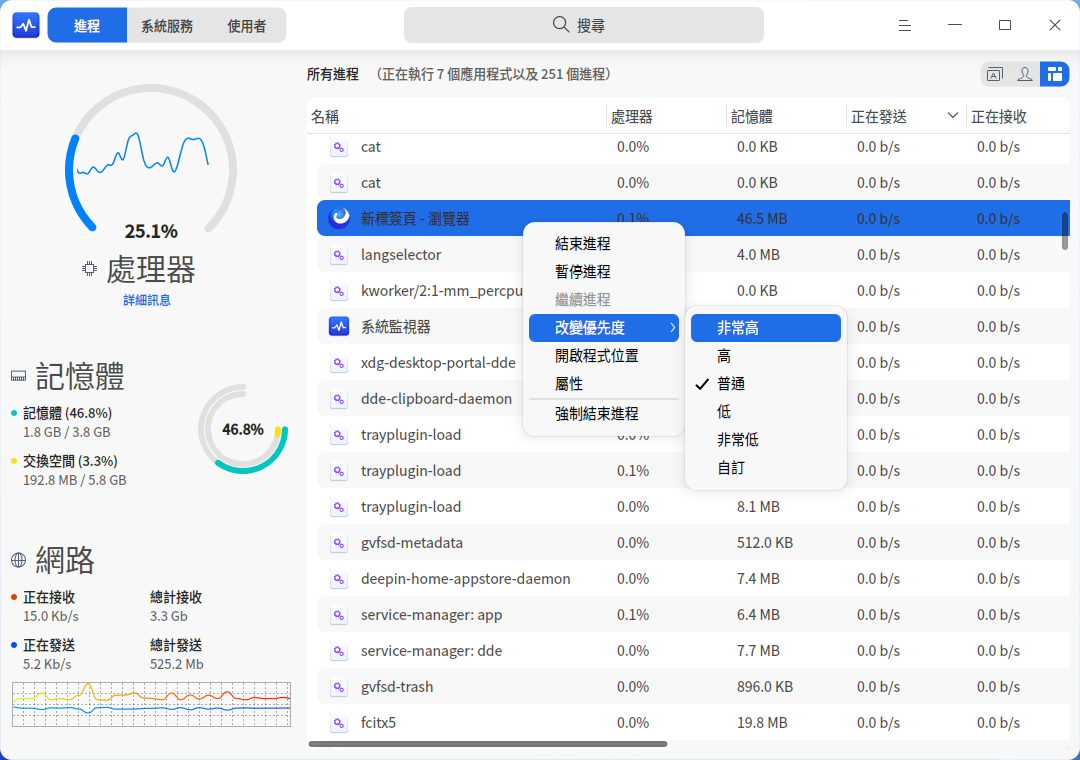 進程 系統服務 使用者
搜尋
所有進程 （正在執行 7 個應用程式以及 251 個進程）
名稱 處理器 記憶體 正在發送 正在接收
cat 0.0% 0.0 KB 0.0 b/s 0.0 b/s
cat 0.0% 0.0 KB 0.0 b/s 0.0 b/s
新標簽頁 - 瀏覽器 0.1% 46.5 MB 0.0 b/s 0.0 b/s
langselector 4.0 MB 0.0 b/s 0.0 b/s
kworker/2:1-mm_percpu 0.0 KB 0.0 b/s 0.0 b/s
系統監視器 0.0 b/s 0.0 b/s
xdg-desktop-portal-dde 0.0 b/s 0.0 b/s
dde-clipboard-daemon 0.0 b/s 0.0 b/s
trayplugin-load 0.0% 0.0 b/s 0.0 b/s
trayplugin-load 0.1% 0.0 b/s 0.0 b/s
trayplugin-load 0.0% 8.1 MB 0.0 b/s 0.0 b/s
gvfsd-metadata 0.0% 512.0 KB 0.0 b/s 0.0 b/s
deepin-home-appstore-daemon 0.0% 7.4 MB 0.0 b/s 0.0 b/s
service-manager: app 0.1% 6.4 MB 0.0 b/s 0.0 b/s
service-manager: dde 0.0% 7.7 MB 0.0 b/s 0.0 b/s
gvfsd-trash 0.0% 896.0 KB 0.0 b/s 0.0 b/s
fcitx5 0.0% 19.8 MB 0.0 b/s 0.0 b/s
結束進程
暫停進程
繼續進程
改變優先度
開啟程式位置
屬性
強制結束進程
非常高
高
普通
低
非常低
自訂
25.1%
處理器
詳細訊息
記憶體
記憶體 (46.8%)
1.8 GB / 3.8 GB
交換空間 (3.3%)
192.8 MB / 5.8 GB
46.8%
網路
正在接收 總計接收
15.0 Kb/s 3.3 Gb
正在發送 總計發送
5.2 Kb/s 525.2 Mb